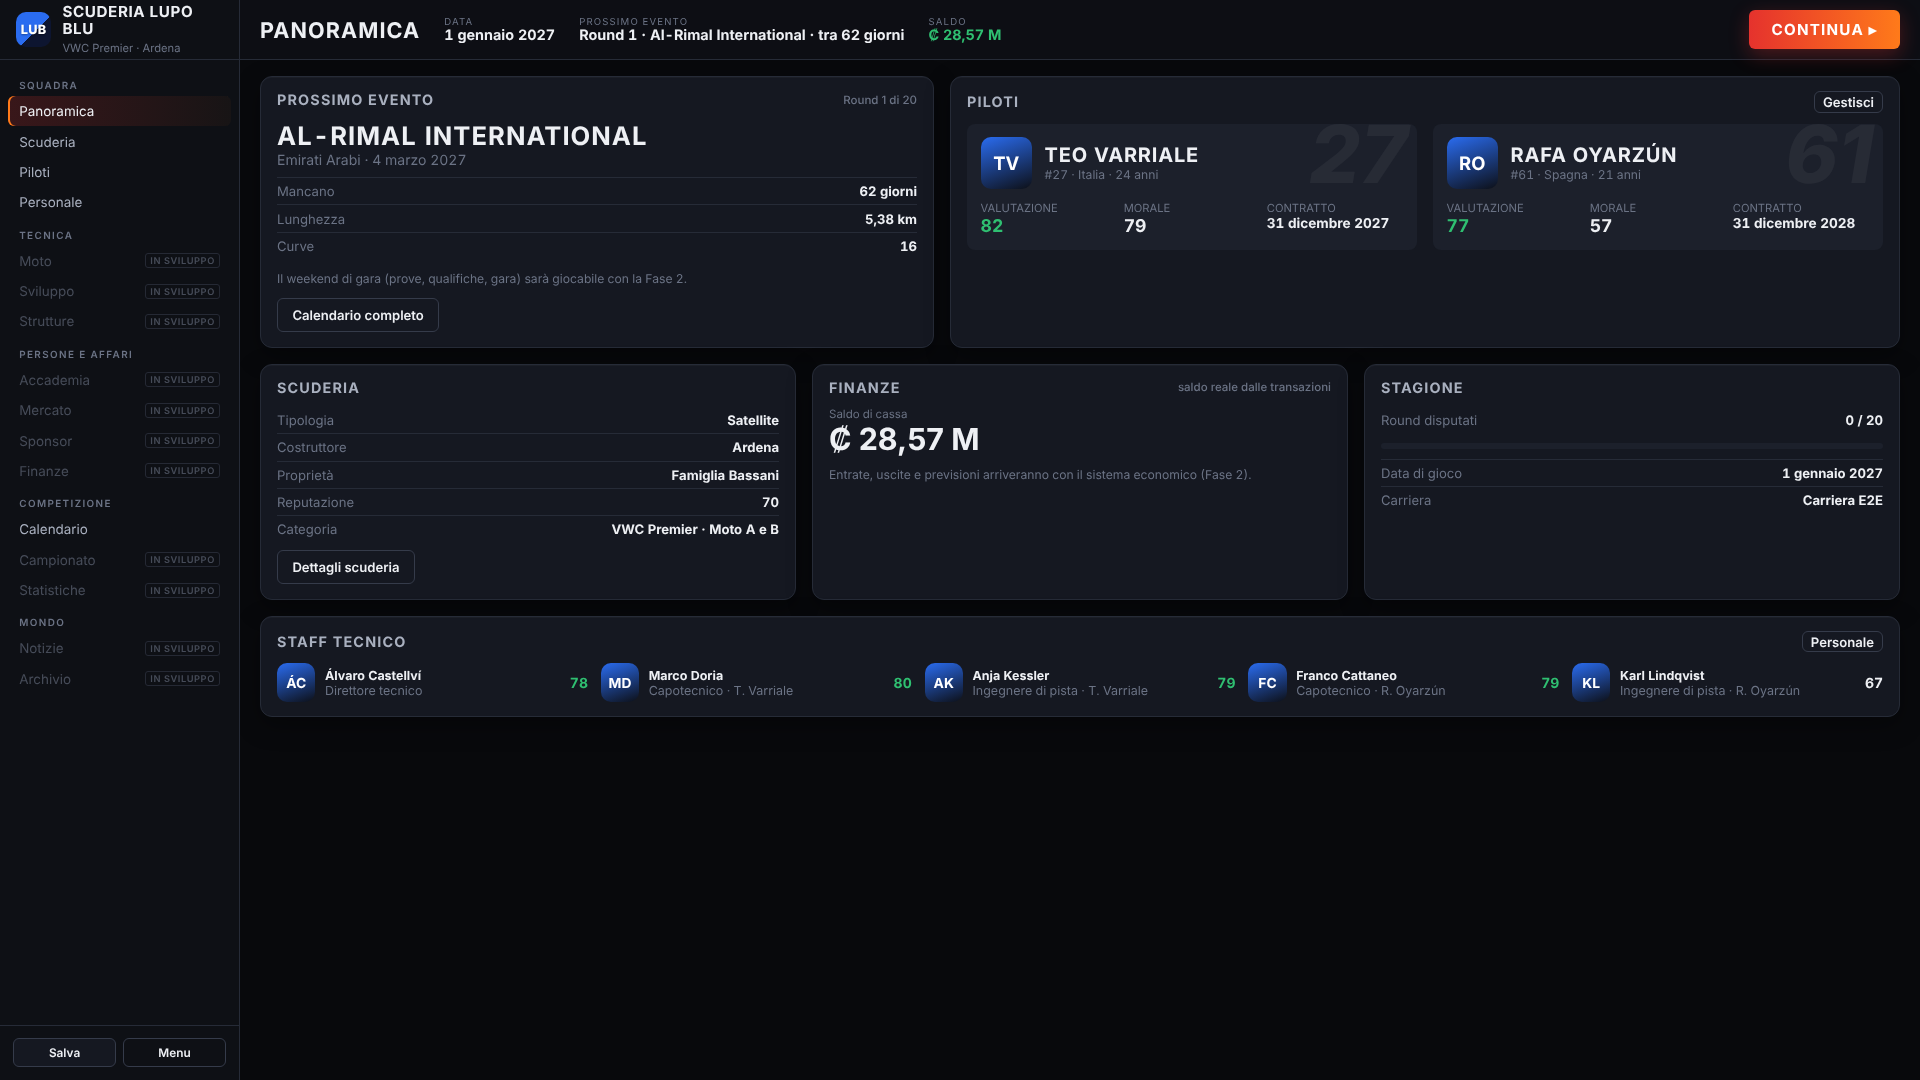 LUB
SCUDERIA LUPO BLU
VWC Premier · Ardena
SQUADRA
Panoramica
Scuderia
Piloti
Personale
TECNICA
Moto IN SVILUPPO
Sviluppo IN SVILUPPO
Strutture IN SVILUPPO
PERSONE E AFFARI
Accademia IN SVILUPPO
Mercato IN SVILUPPO
Sponsor IN SVILUPPO
Finanze IN SVILUPPO
COMPETIZIONE
Calendario
Campionato IN SVILUPPO
Statistiche IN SVILUPPO
MONDO
Notizie IN SVILUPPO
Archivio IN SVILUPPO
Salva Menu
PANORAMICA
DATA
1 gennaio 2027
PROSSIMO EVENTO
Round 1 · Al-Rimal International · tra 62 giorni
SALDO
₡ 28,57 M
CONTINUA ▸
PROSSIMO EVENTO Round 1 di 20
AL-RIMAL INTERNATIONAL
Emirati Arabi · 4 marzo 2027
Mancano 62 giorni
Lunghezza 5,38 km
Curve 16
Il weekend di gara (prove, qualifiche, gara) sarà giocabile con la Fase 2.
Calendario completo
PILOTI Gestisci
TV TEO VARRIALE 27
#27 · Italia · 24 anni
VALUTAZIONE MORALE CONTRATTO
82 79 31 dicembre 2027
RO RAFA OYARZÚN 61
#61 · Spagna · 21 anni
VALUTAZIONE MORALE CONTRATTO
77 57 31 dicembre 2028
SCUDERIA
Tipologia Satellite
Costruttore Ardena
Proprietà Famiglia Bassani
Reputazione 70
Categoria VWC Premier · Moto A e B
Dettagli scuderia
FINANZE saldo reale dalle transazioni
Saldo di cassa
₡ 28,57 M
Entrate, uscite e previsioni arriveranno con il sistema economico (Fase 2).
STAGIONE
Round disputati 0 / 20
Data di gioco 1 gennaio 2027
Carriera Carriera E2E
STAFF TECNICO Personale
ÁC Álvaro Castellví 78
Direttore tecnico
MD Marco Doria 80
Capotecnico · T. Varriale
AK Anja Kessler 79
Ingegnere di pista · T. Varriale
FC Franco Cattaneo 79
Capotecnico · R. Oyarzún
KL Karl Lindqvist 67
Ingegnere di pista · R. Oyarzún